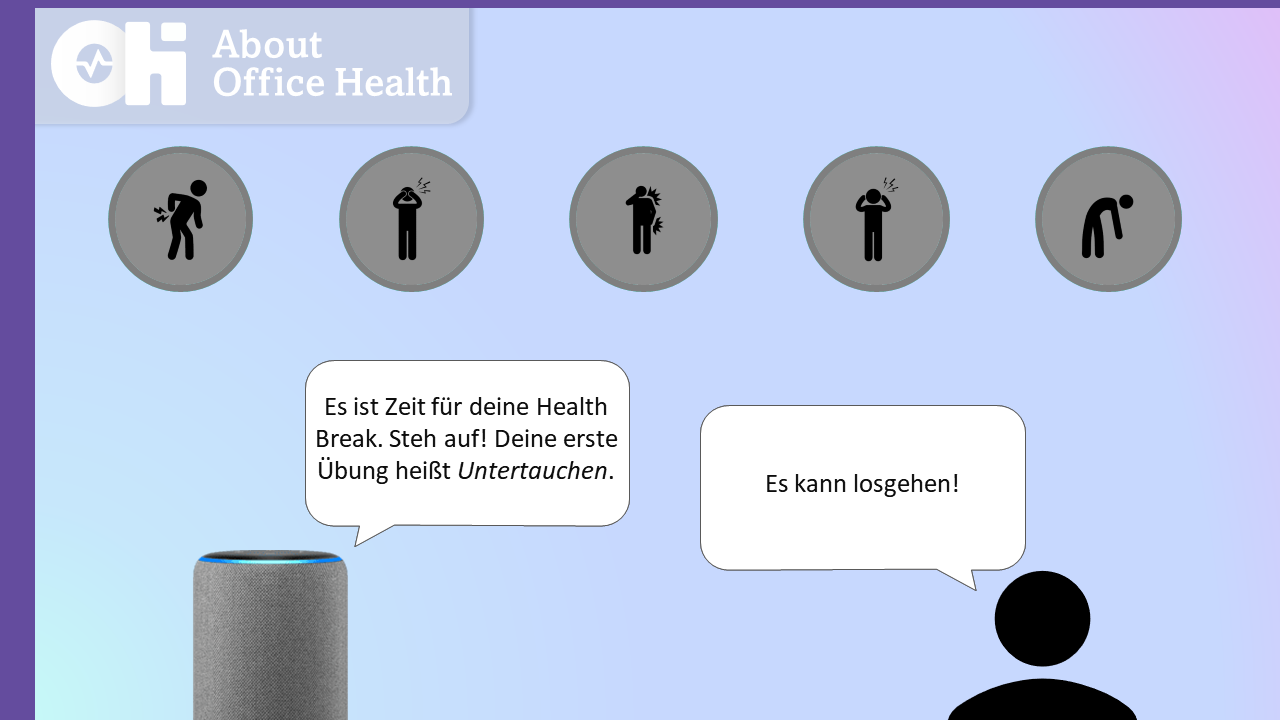 About
Office Health
Es ist Zeit für deine Health
Break. Steh auf! Deine erste
Übung heißt Untertauchen.
Es kann losgehen!